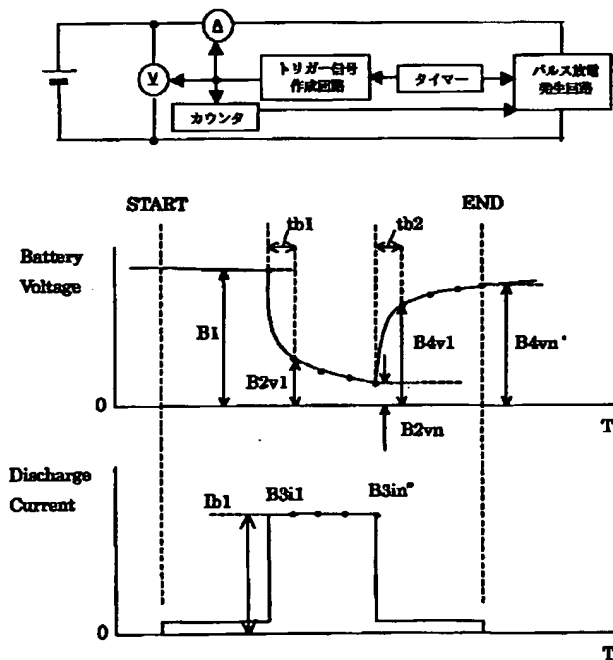 A
V
トリガー信号
作成回路
タイマー
パルス放電
発生回路
カウンタ
START
END
tb1
tb2
Battery
Voltage
B1
B2v1
B4v1
B4vn'
0
B2vn
T
Discharge
Current
Ib1
B3i1
B3in"
0
T